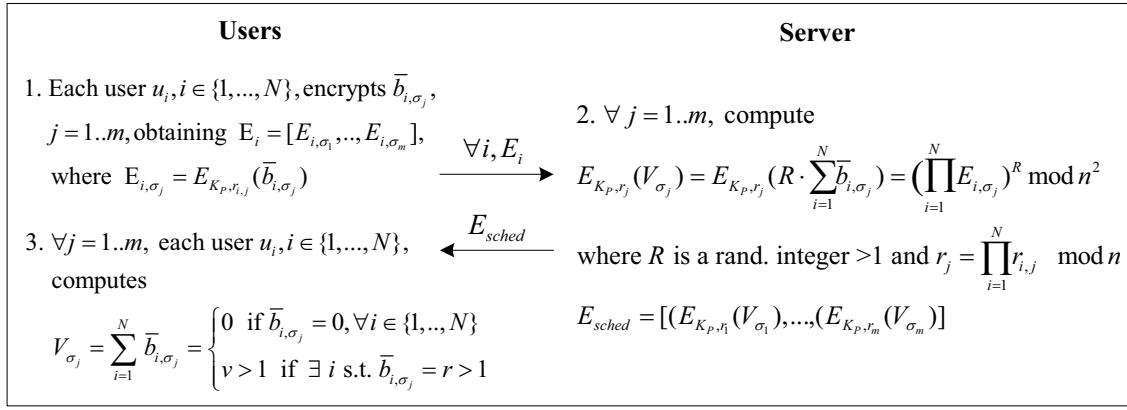 Users
1. Each user u_i, i ∈ {1,...,N}, encrypts b̅_{i,σ_j},
j = 1..m, obtaining E_i = [E_{i,σ_1},.., E_{i,σ_m}],
where E_{i,σ_j} = E_{K_P,r_{i,j}}(b̅_{i,σ_j})
∀i, E_i
E_{sched}
3. ∀j = 1..m, each user u_i, i ∈ {1,...,N},
computes
V_{σ_j} = ∑_{i=1}^{N} b̅_{i,σ_j} = { 0 if b̅_{i,σ_j} = 0, ∀i ∈ {1,.., N}
v > 1 if ∃ i s.t. b̅_{i,σ_j} = r > 1
Server
2. ∀ j = 1..m, compute
E_{K_P,r_j}(V_{σ_j}) = E_{K_P,r_j}(R · ∑_{i=1}^{N} b̅_{i,σ_j}) = (∏_{i=1}^{N} E_{i,σ_j})^R mod n^2
where R is a rand. integer >1 and r_j = ∏_{i=1}^{N} r_{i,j} mod n
E_{sched} = [(E_{K_P,r_1}(V_{σ_1}),...,(E_{K_P,r_m}(V_{σ_m})]